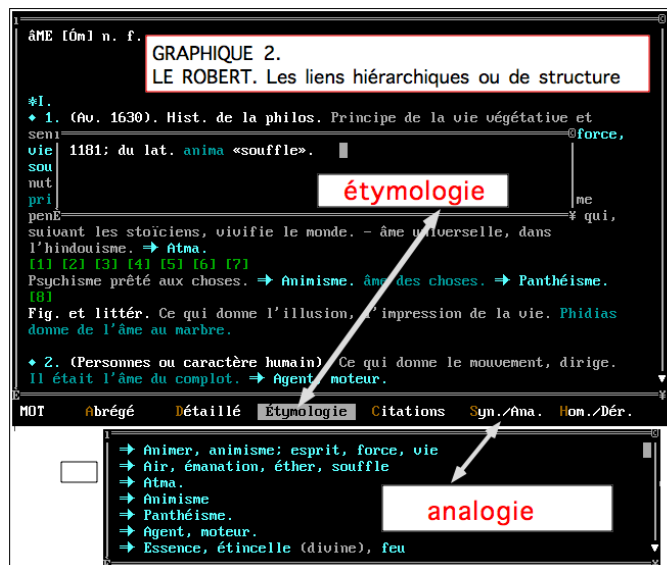 âME [Óm] n. f.
GRAPHIQUE 2.
LE ROBERT. Les liens hiérarchiques ou de structure
*I.
♦ 1. (Av. 1630). Hist. de la philos. Principe de la vie végétative et
sen force,
vie 1181; du lat. anima «souffle».
sou
nut étymologie
pri me
pen qui,
suivant les stoïciens, vivifie le monde. – âme universelle, dans
l'hindouisme. ➔ Atma.
[1] [2] [3] [4] [5] [6] [7]
Psychisme prêté aux choses. ➔ Animisme. âme des choses. ➔ Panthéisme.
[8]
Fig. et littér. Ce qui donne l'illusion, l'impression de la vie. Phidias
donne de l'âme au marbre.
♦ 2. (Personnes ou caractère humain). Ce qui donne le mouvement, dirige.
Il était l'âme du complot. ➔ Agent, moteur.
MOT Abrégé Détaillé Étymologie Citations Syn./Ana. Hom./Dér.
➔ Animer, animisme; esprit, force, vie
➔ Air, émanation, éther, souffle
➔ Atma.
➔ Animisme
➔ Panthéisme.
➔ Agent, moteur.
➔ Essence, étincelle (divine), feu
analogie